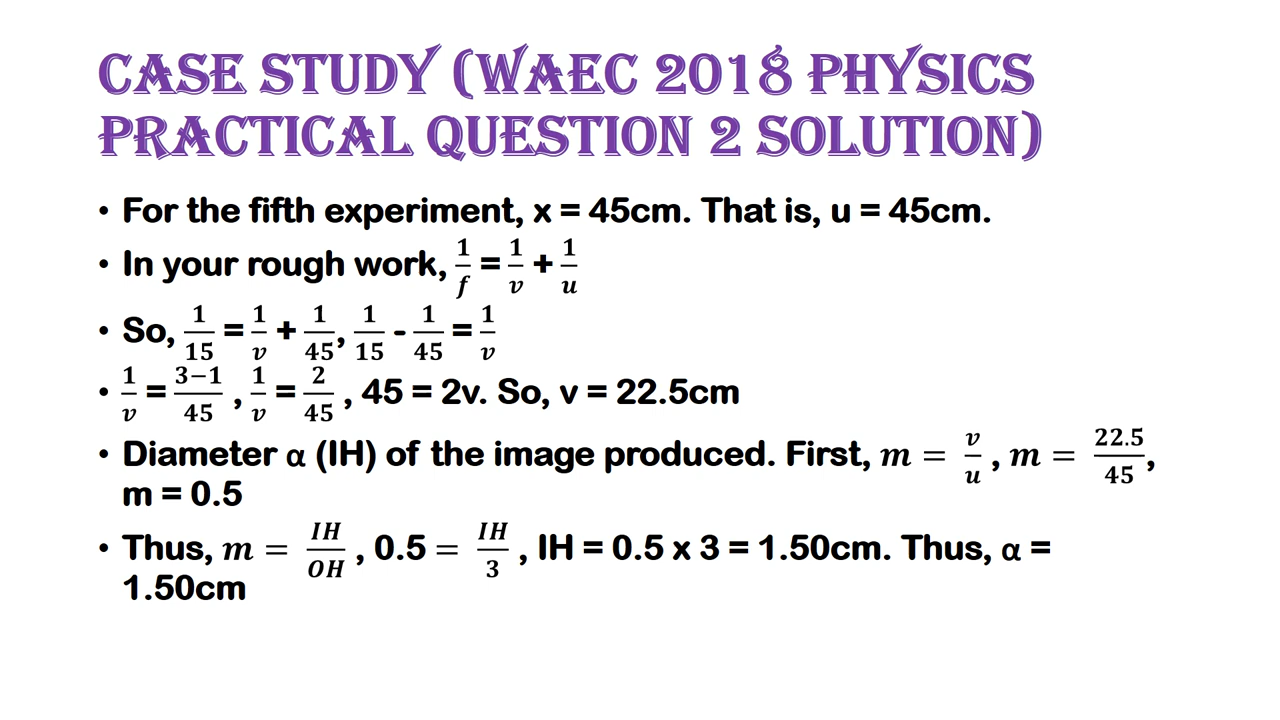 CASE STUDY (WAEC 2018 PHYSICS
PRACTICAL QUESTION 2 SOLUTION)
• For the fifth experiment, x = 45cm. That is, u = 45cm.
• In your rough work, 1/f = 1/v + 1/u
• So, 1/15 = 1/v + 1/45, 1/15 - 1/45 = 1/v
• 1/v = 3−1/45 , 1/v = 2/45 , 45 = 2v. So, v = 22.5cm
• Diameter α (IH) of the image produced. First, m = v/u , m = 22.5/45,
m = 0.5
• Thus, m = IH/OH , 0.5 = IH/3 , IH = 0.5 x 3 = 1.50cm. Thus, α =
1.50cm